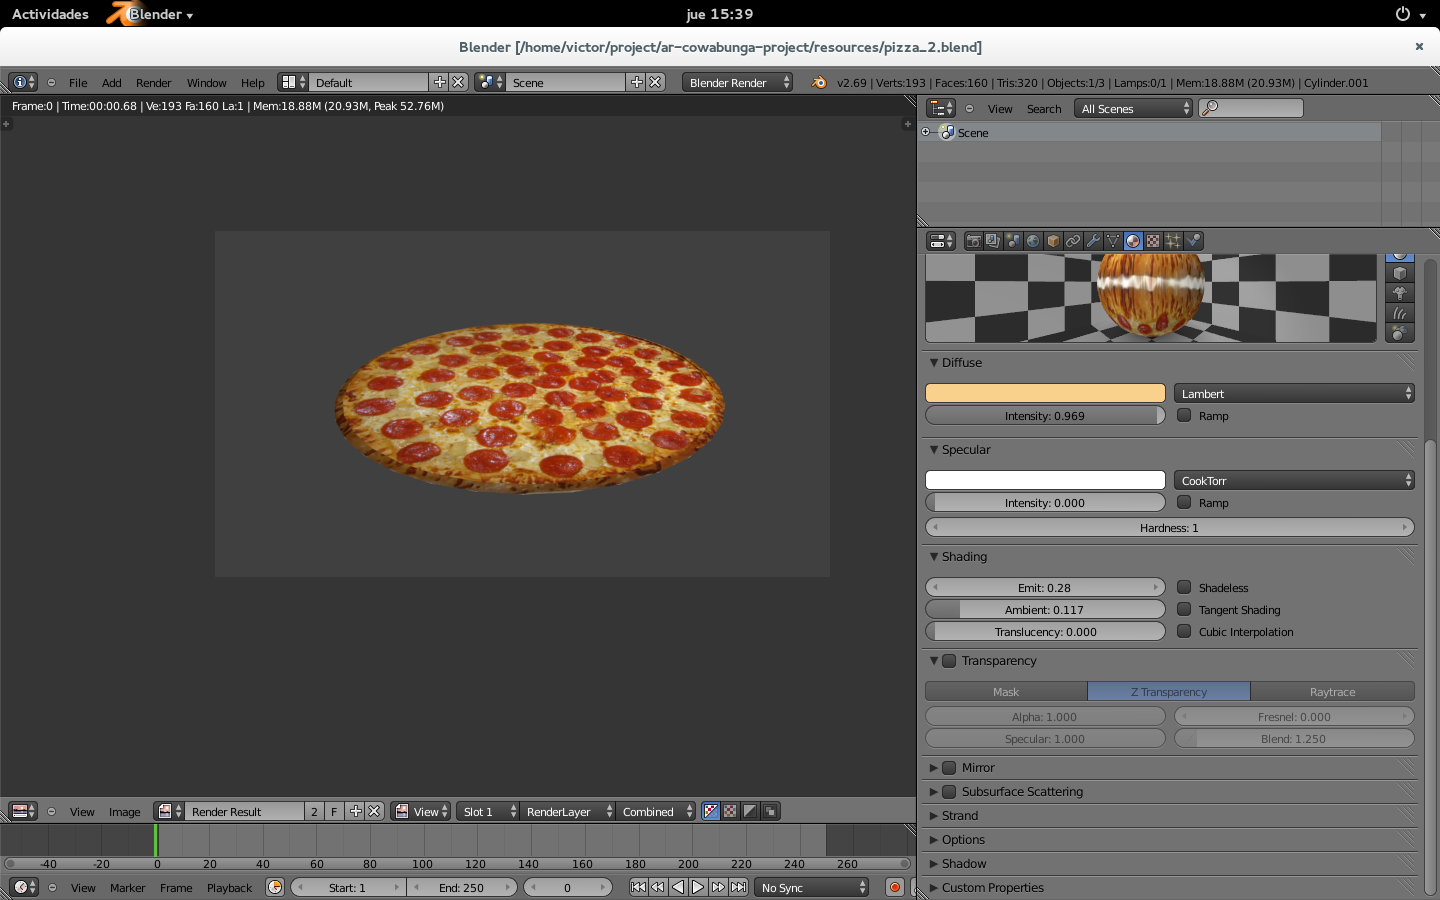 Actividades Blender jue 15:39
Blender [/home/victor/project/ar-cowabunga-project/resources/pizza_2.blend]
File Add Render Window Help Default Scene Blender Render v2.69 | Verts:193 | Faces:160 | Tris:320 | Objects:1/3 | Lamps:0/1 | Mem:18.88M (20.93M) | Cylinder.001
Frame:0 | Time:00:00.68 | Ve:193 Fa:160 La:1 | Mem:18.88M (20.93M, Peak 52.76M)
View Search All Scenes
Scene
Diffuse
Lambert
Intensity: 0.969 Ramp
Specular
CookTorr
Intensity: 0.000 Ramp
Hardness: 1
Shading
Emit: 0.28 Shadeless
Ambient: 0.117 Tangent Shading
Translucency: 0.000 Cubic Interpolation
Transparency
Mask Z Transparency Raytrace
Alpha: 1.000 Fresnel: 0.000
Specular: 1.000 Blend: 1.250
Mirror
Subsurface Scattering
Strand
Options
Shadow
Custom Properties
View Image Render Result 2 F View Slot 1 RenderLayer Combined
-40 -20 0 20 40 60 80 100 120 140 160 180 200 220 240 260
View Marker Frame Playback Start: 1 End: 250 0 No Sync